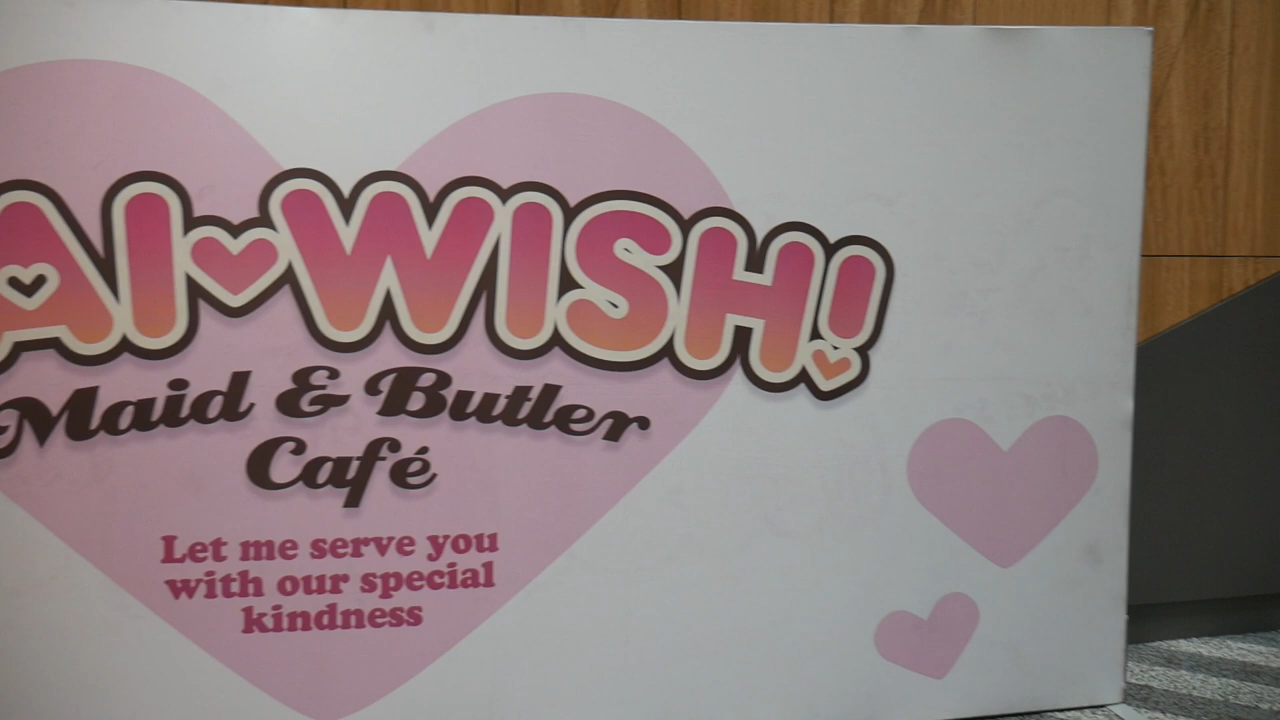 AI♥WISH!
Maid & Butler
Café
Let me serve you
with our special
kindness